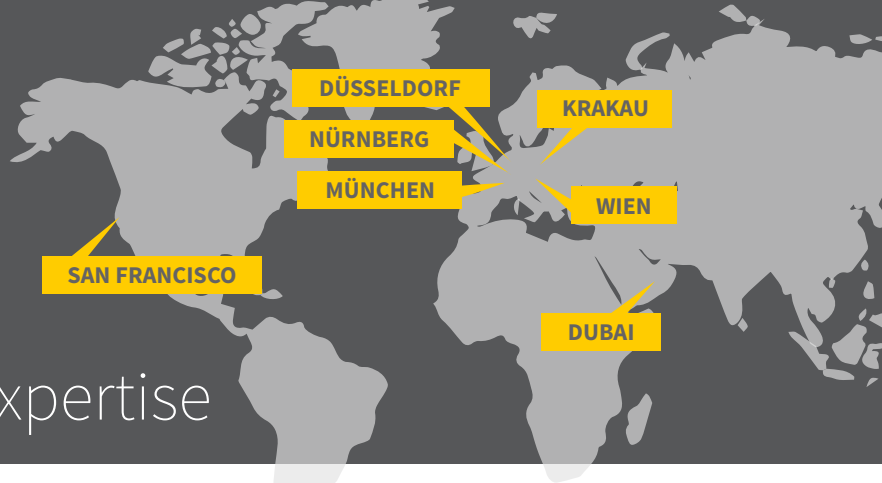 DÜSSELDORF
KRAKAU
NÜRNBERG
MÜNCHEN
WIEN
SAN FRANCISCO
DUBAI
xpertise